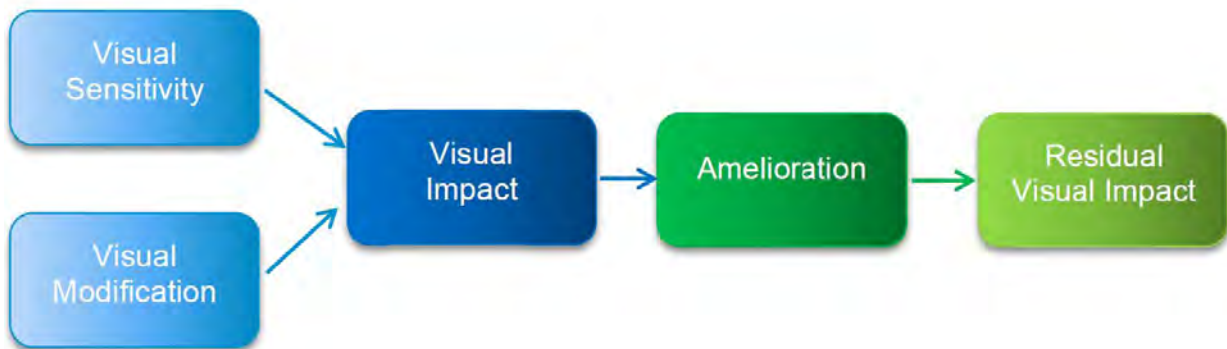 Visual
Sensitivity
Visual
Modification
Visual
Impact
Amelioration
Residual
Visual Impact